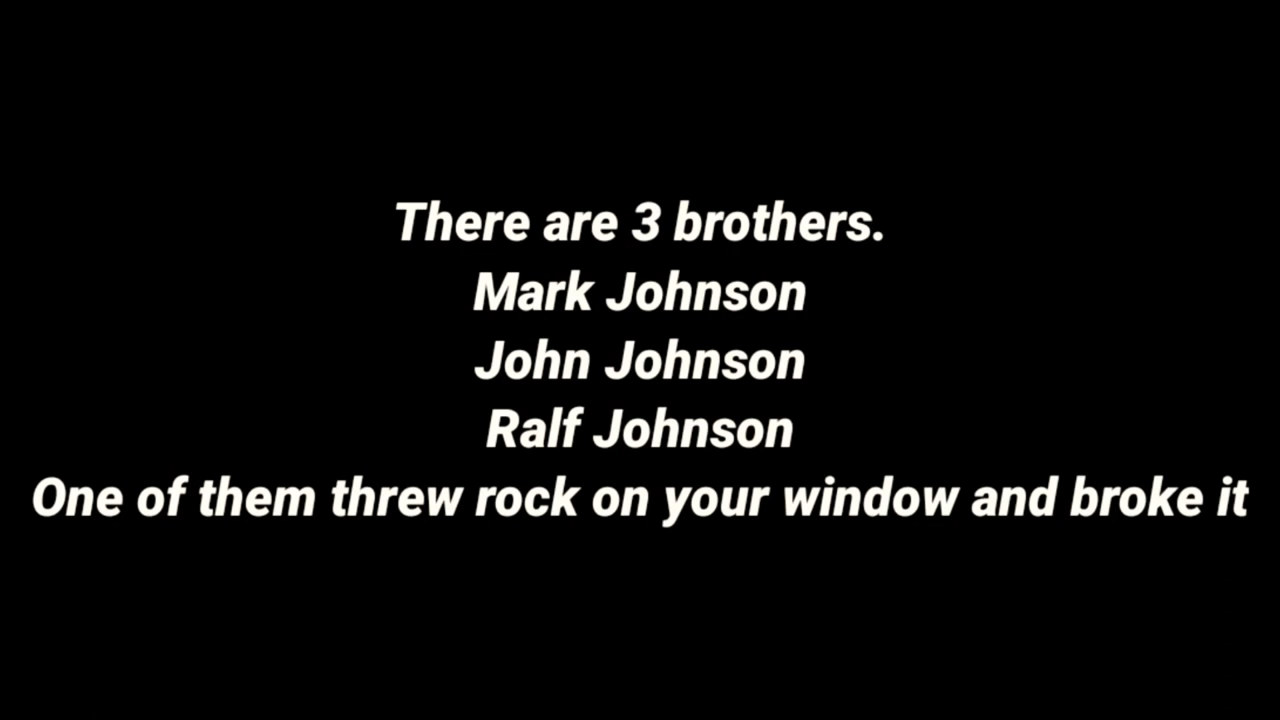 There are 3 brothers.
Mark Johnson
John Johnson
Ralf Johnson
One of them threw rock on your window and broke it